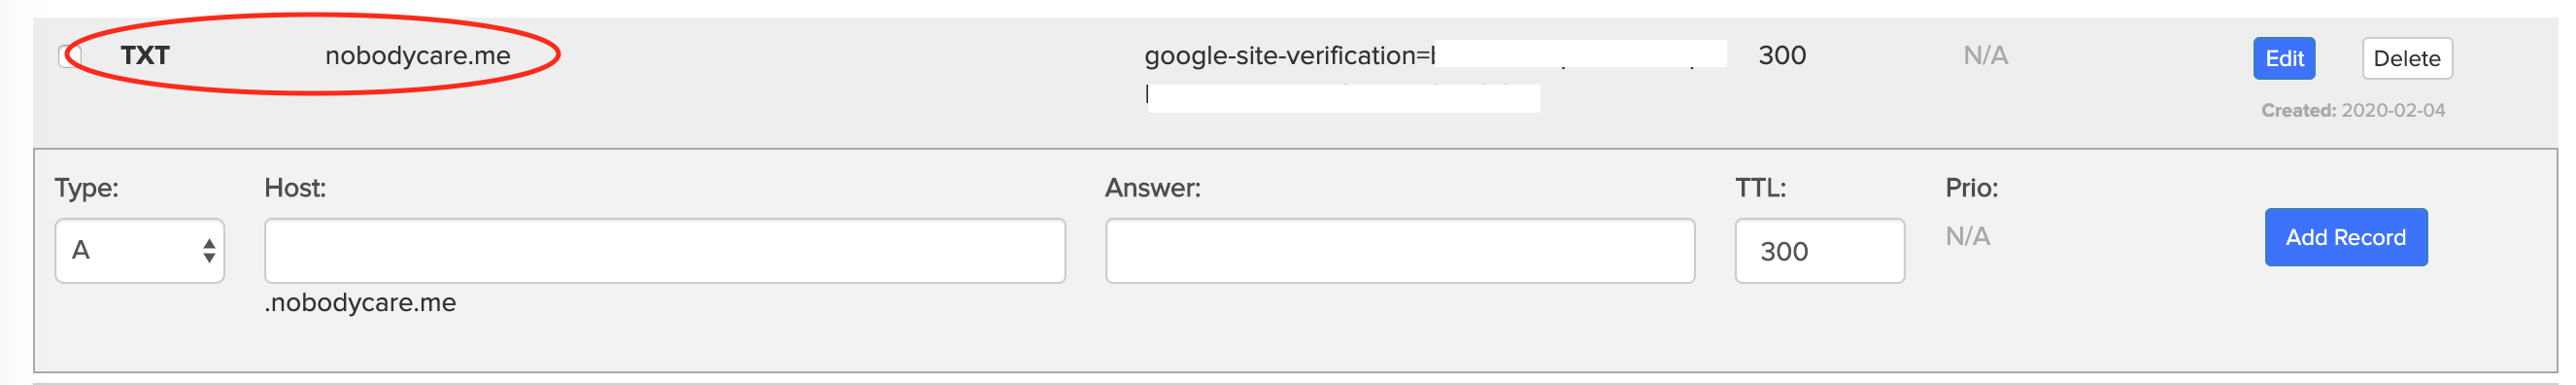 TXT nobodycare.me google-site-verification= 300 N/A Edit Delete
Created: 2020-02-04
Type: Host: Answer: TTL: Prio:
A 300 N/A Add Record
.nobodycare.me